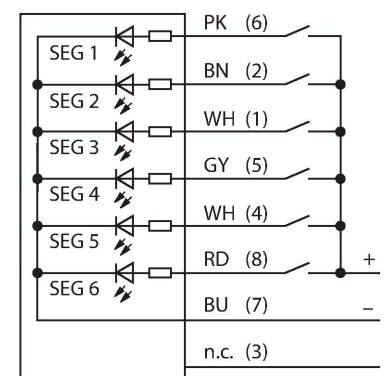 PK (6)
SEG 1
BN (2)
SEG 2
WH (1)
SEG 3
GY (5)
SEG 4
WH (4)
SEG 5
RD (8)
+
SEG 6
BU (7)
–
n.c. (3)